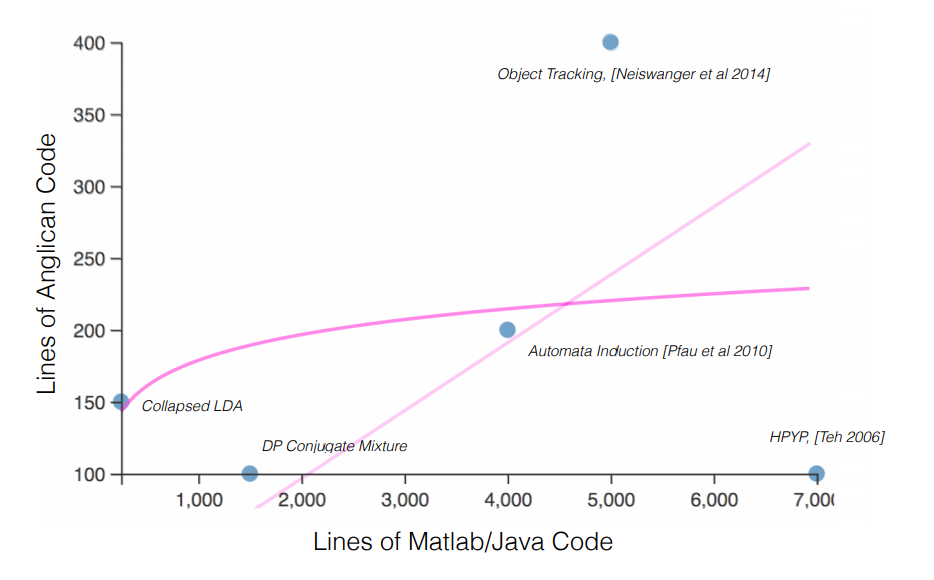 400
Object Tracking, [Neiswanger et al 2014]
350
300
250
200
Automata Induction [Pfau et al 2010]
150
Collapsed LDA
HPYP, [Teh 2006]
DP Conjugate Mixture
100
1,000 2,000 3,000 4,000 5,000 6,000 7,000
Lines of Anglican Code
Lines of Matlab/Java Code